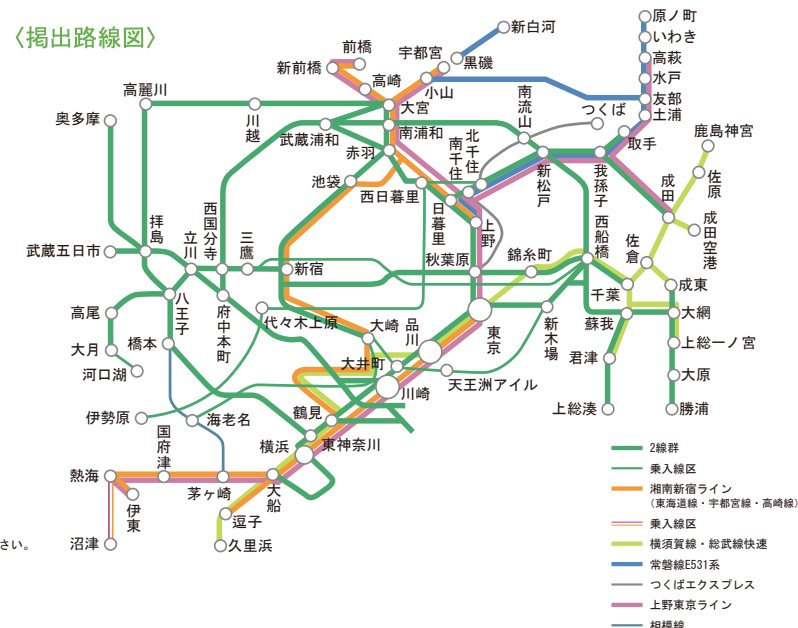 〈掲出路線図〉
原ノ町
いわき
高萩
水戸
友部
土浦
取手
新白河
黒磯
宇都宮
小山
前橋
新前橋
高崎
大宮
高麗川
川越
奥多摩
武蔵浦和
南浦和
赤羽
南流山
つくば
北千住
南千住
新松戸
我孫子
鹿島神宮
佐原
成田
成田空港
池袋
西日暮里
日暮里
上野
西国分寺
三鷹
立川
拝島
武蔵五日市
新宿
秋葉原
錦糸町
西船橋
佐倉
千葉
成東
八王子
高尾
府中本町
代々木上原
大崎
品川
東京
新木場
蘇我
大網
橋本
大月
河口湖
大井町
天王洲アイル
川崎
君津
上総一ノ宮
大原
伊勢原
海老名
鶴見
東神奈川
横浜
上総湊
勝浦
国府津
熱海
伊東
茅ヶ崎
大船
逗子
久里浜
沼津
さい。
2線群
乗入線区
湘南新宿ライン
（東海道線・宇都宮線・高崎線）
乗入線区
横須賀線・総武線快速
常磐線E531系
つくばエクスプレス
上野東京ライン
相模線